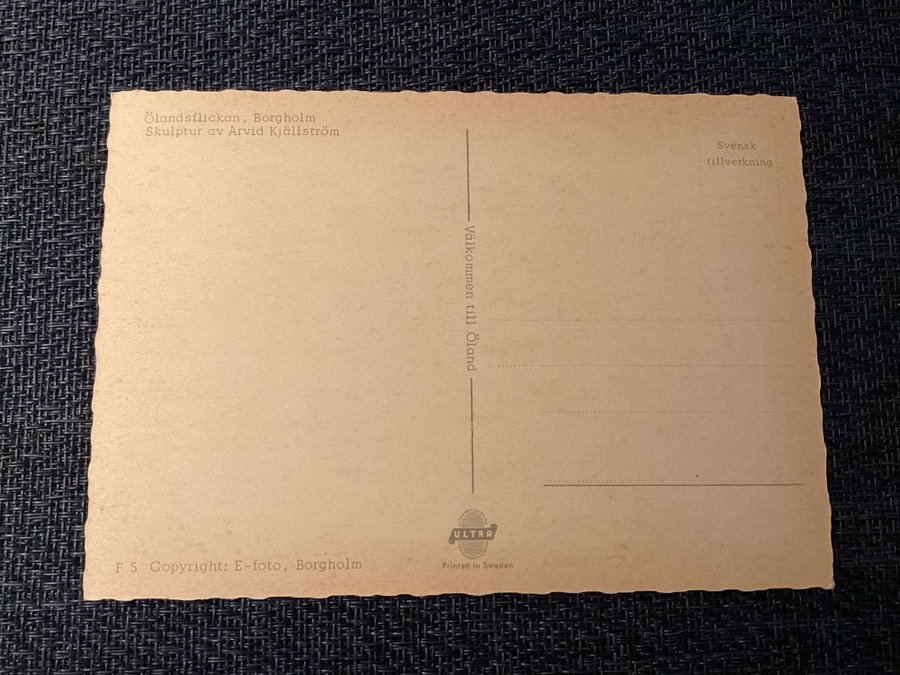 Ölandsflickan, Borgholm
Skulptur av Arvid Kjällström
Svensk
tillverkning
Välkommen till Öland
F 5 Copyright: E-foto, Borgholm
ULTRA
Printed in Sweden